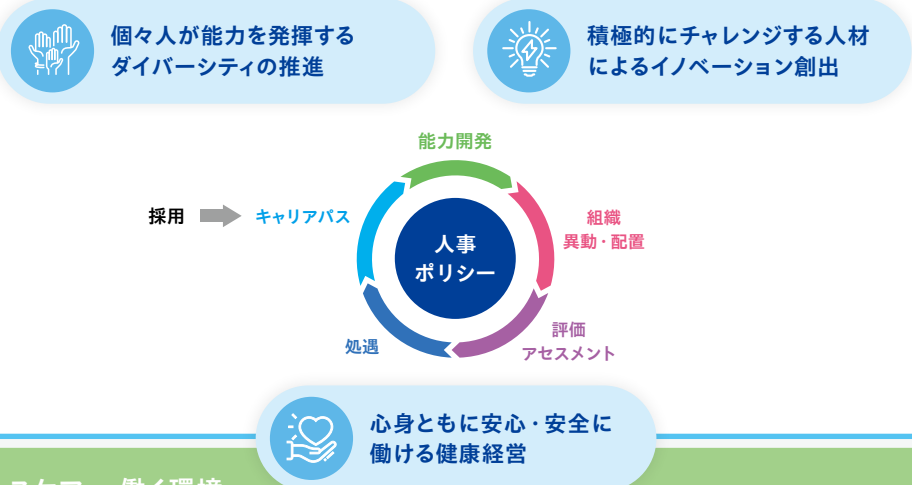 個々人が能力を発揮する
ダイバーシティの推進
積極的にチャレンジする人材
によるイノベーション創出
能力開発
採用
キャリアパス
組織
異動・配置
人事
ポリシー
評価
アセスメント
処遇
心身ともに安心・安全に
働ける健康経営
働く環境